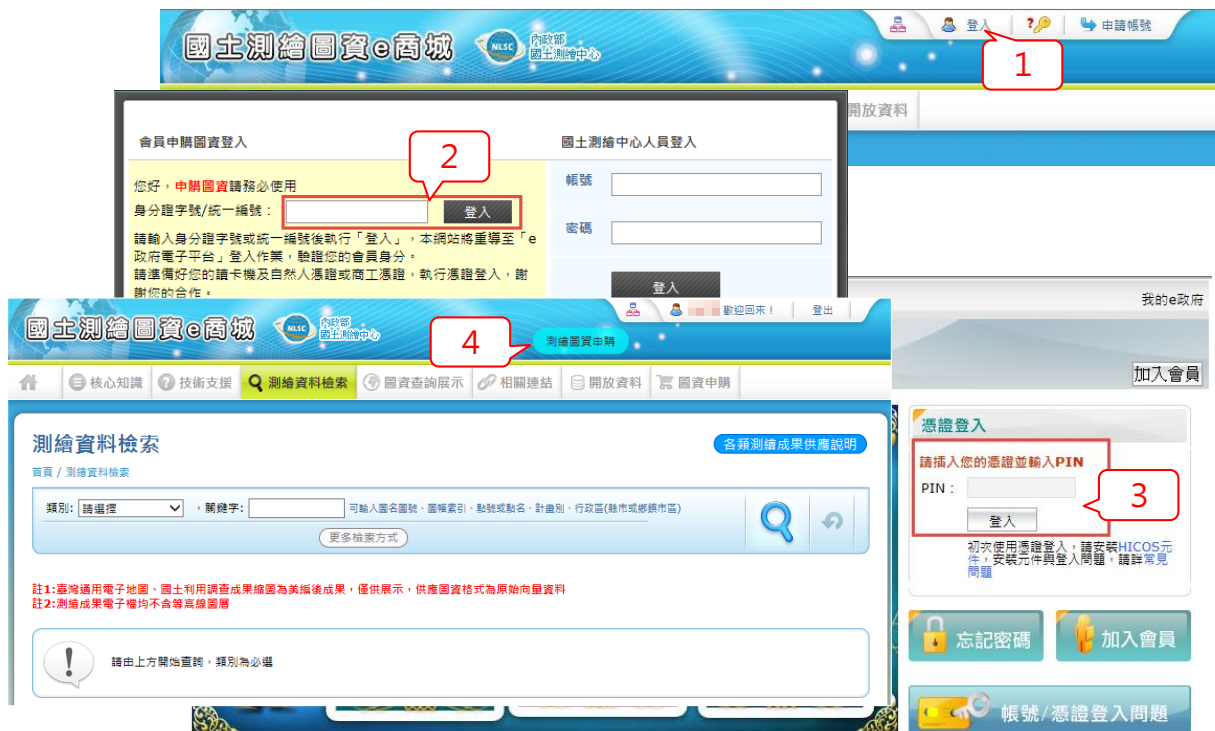 國土測繪圖資e商城
NLSC
內政部
國土測繪中心
登入
申請帳號
1
開放資料
會員申購圖資登入
國土測繪中心人員登入
2
您好，申購圖資請務必使用
身分證字號/統一編號：
登入
請輸入身分證字號或統一編號後執行「登入」，本網站將重導至「e
政府電子平台」登入作業，驗證您的會員身分。
請準備好您的讀卡機及自然人憑證或商工憑證，執行憑證登入，謝
謝您的合作。
帳號
密碼
登入
我的e政府
加入會員
國土測繪圖資e商城
NLSC
內政部
國土測繪中心
歡迎回來！
登出
4
測繪圖資申購
核心知識
技術支援
測繪資料檢索
圖資查詢展示
相關連結
開放資料
圖資申購
測繪資料檢索
各類測繪成果供應說明
首頁 / 測繪資料檢索
類別: 請選擇
，關鍵字:
可輸入圖名圖號、圖幅索引、點號或點名、計畫別、行政區(縣市或鄉鎮市區)
更多檢索方式
註1:臺灣通用電子地圖、國土利用調查成果縮圖為美編後成果，僅供展示，供應圖資格式為原始向量資料
註2:測繪成果電子檔均不含等高線圖層
請由上方開始查詢，類別為必選
憑證登入
請插入您的憑證並輸入PIN
PIN :
3
登入
初次使用憑證登入，請安裝HICOS元
件，安裝元件與登入問題，請詳常見
問題
忘記密碼
加入會員
帳號/憑證登入問題